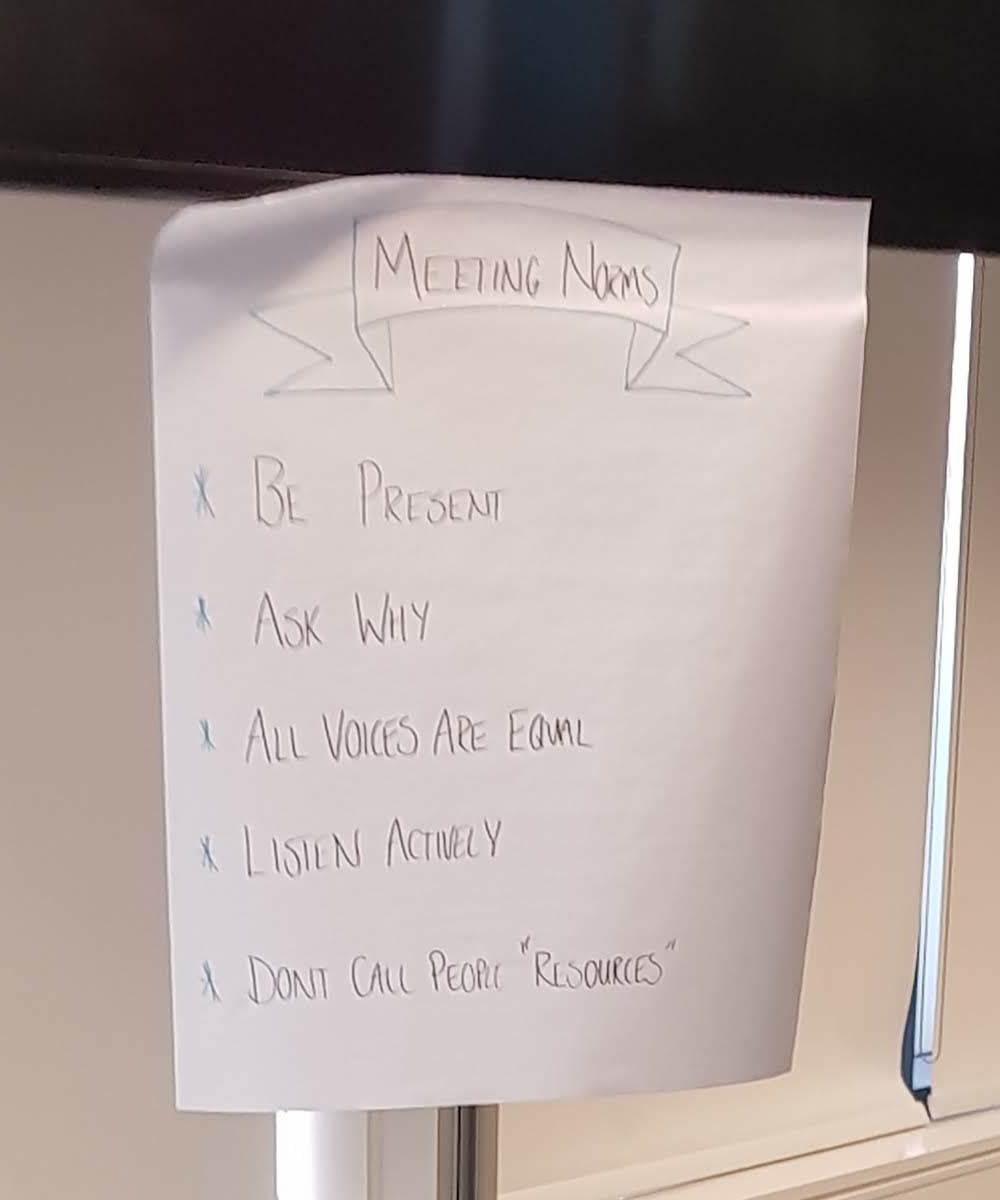 MEETING NORMS
* BE PRESENT
* ASK WHY
* ALL VOICES ARE EQUAL
* LISTEN ACTIVELY
* DONT CALL PEOPLE "RESOURCES"